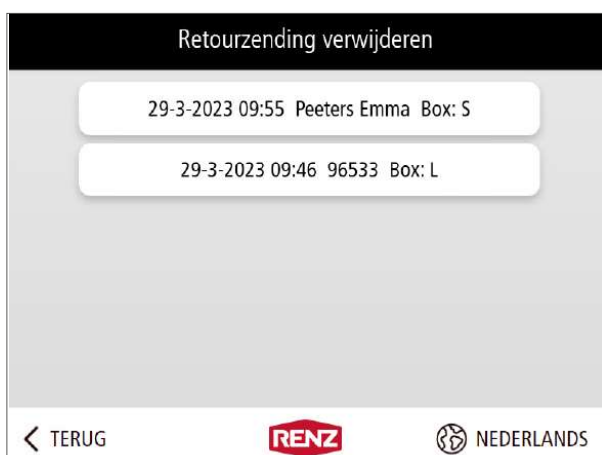 Retourzending verwijderen
29-3-2023 09:55 Peeters Emma Box: S
29-3-2023 09:46 96533 Box: L
TERUG
RENZ
NEDERLANDS